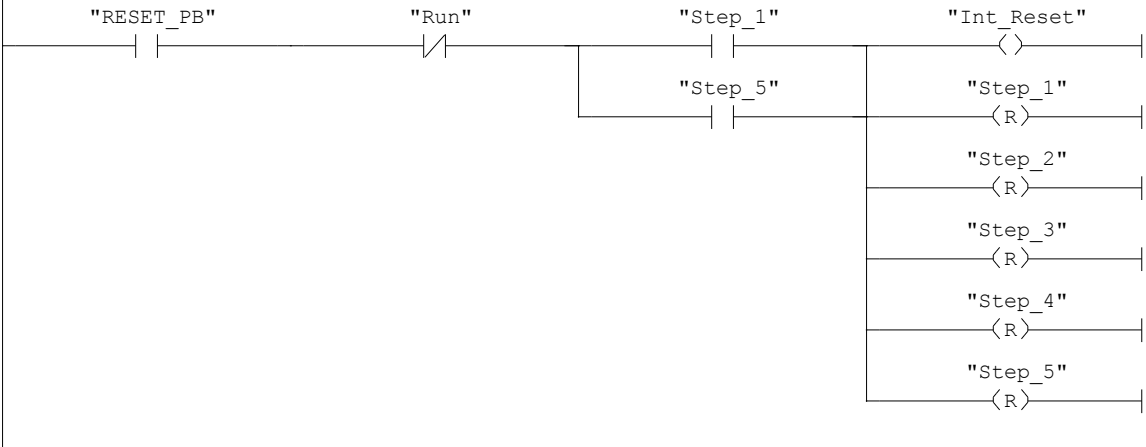 "RESET_PB" "Run" "Step_1" "Int_Reset"
"Step_5" "Step_1"
R
"Step_2"
R
"Step_3"
R
"Step_4"
R
"Step_5"
R